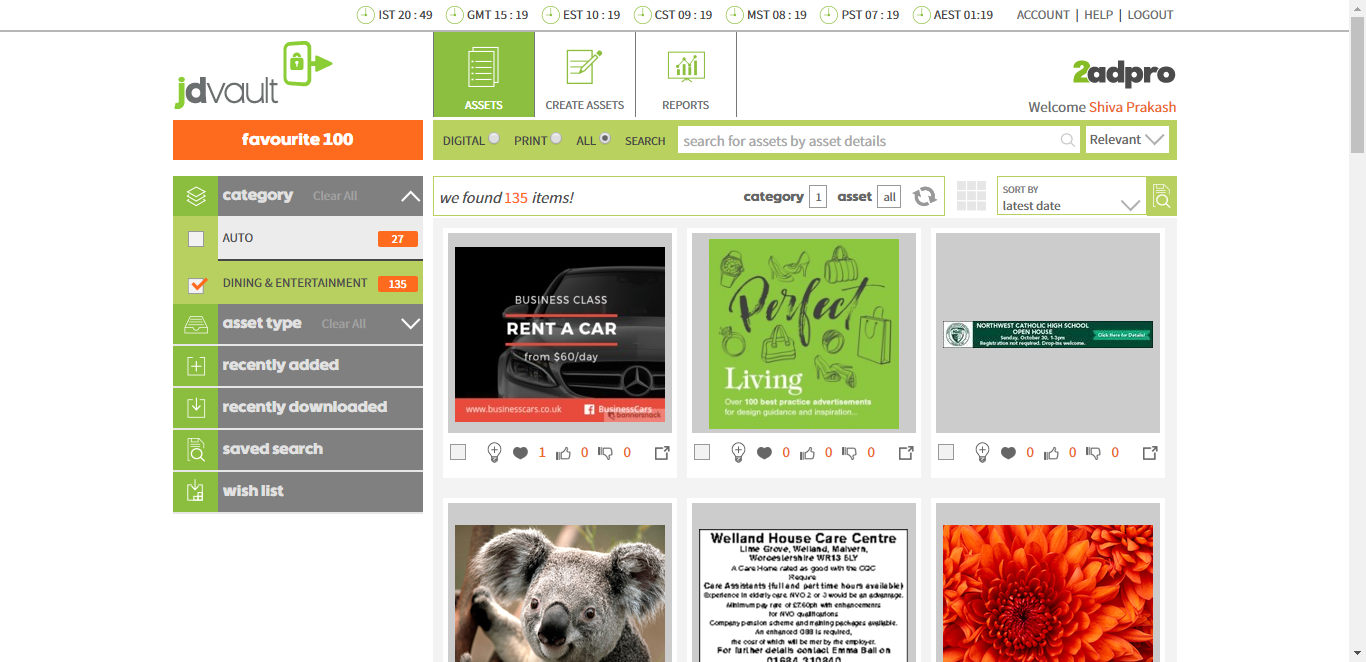 IST 20 : 49 GMT 15 : 19 EST 10 : 19 CST 09 : 19 MST 08 : 19 PST 07 : 19 AEST 01:19 ACCOUNT | HELP | LOGOUT
jdvault
ASSETS
CREATE ASSETS
REPORTS
2adpro
Welcome Shiva Prakash
favourite 100
DIGITAL PRINT ALL SEARCH search for assets by asset details Relevant
category Clear All
AUTO 27
DINING & ENTERTAINMENT 135
asset type Clear All
recently added
recently downloaded
saved search
wish list
we found 135 items! category 1 asset all
SORT BY
latest date
BUSINESS CLASS
RENT A CAR
from $60/day
www.businesscars.co.uk BusinessCars
bannersnack
1 0 0
Perfect
Living
Over 100 best practice advertisements
for design guidance and inspiration...
0 0 0
NORTHWEST CATHOLIC HIGH SCHOOL
OPEN HOUSE
Sunday, October 30, 1-3pm
Registration not required. Drop-ins welcome.
Click Here for Details!
0 0 0
Welland House Care Centre
Lime Grove, Welland, Malvern,
Worcestershire WR13 5LY
A Care Home rated as good with the CQC
Require
Care Assistants (full and part time hours available)
Experience in elderly care. NVQ 2 or 3 would be an advantage.
Minimum pay rate of £7.60ph with enhancements
for NVQ qualifications
Company pension scheme and training packages available.
An enhanced DBS is required,
the cost of which will be met by the employer.
For further details contact Emma Ball on
01684 310840